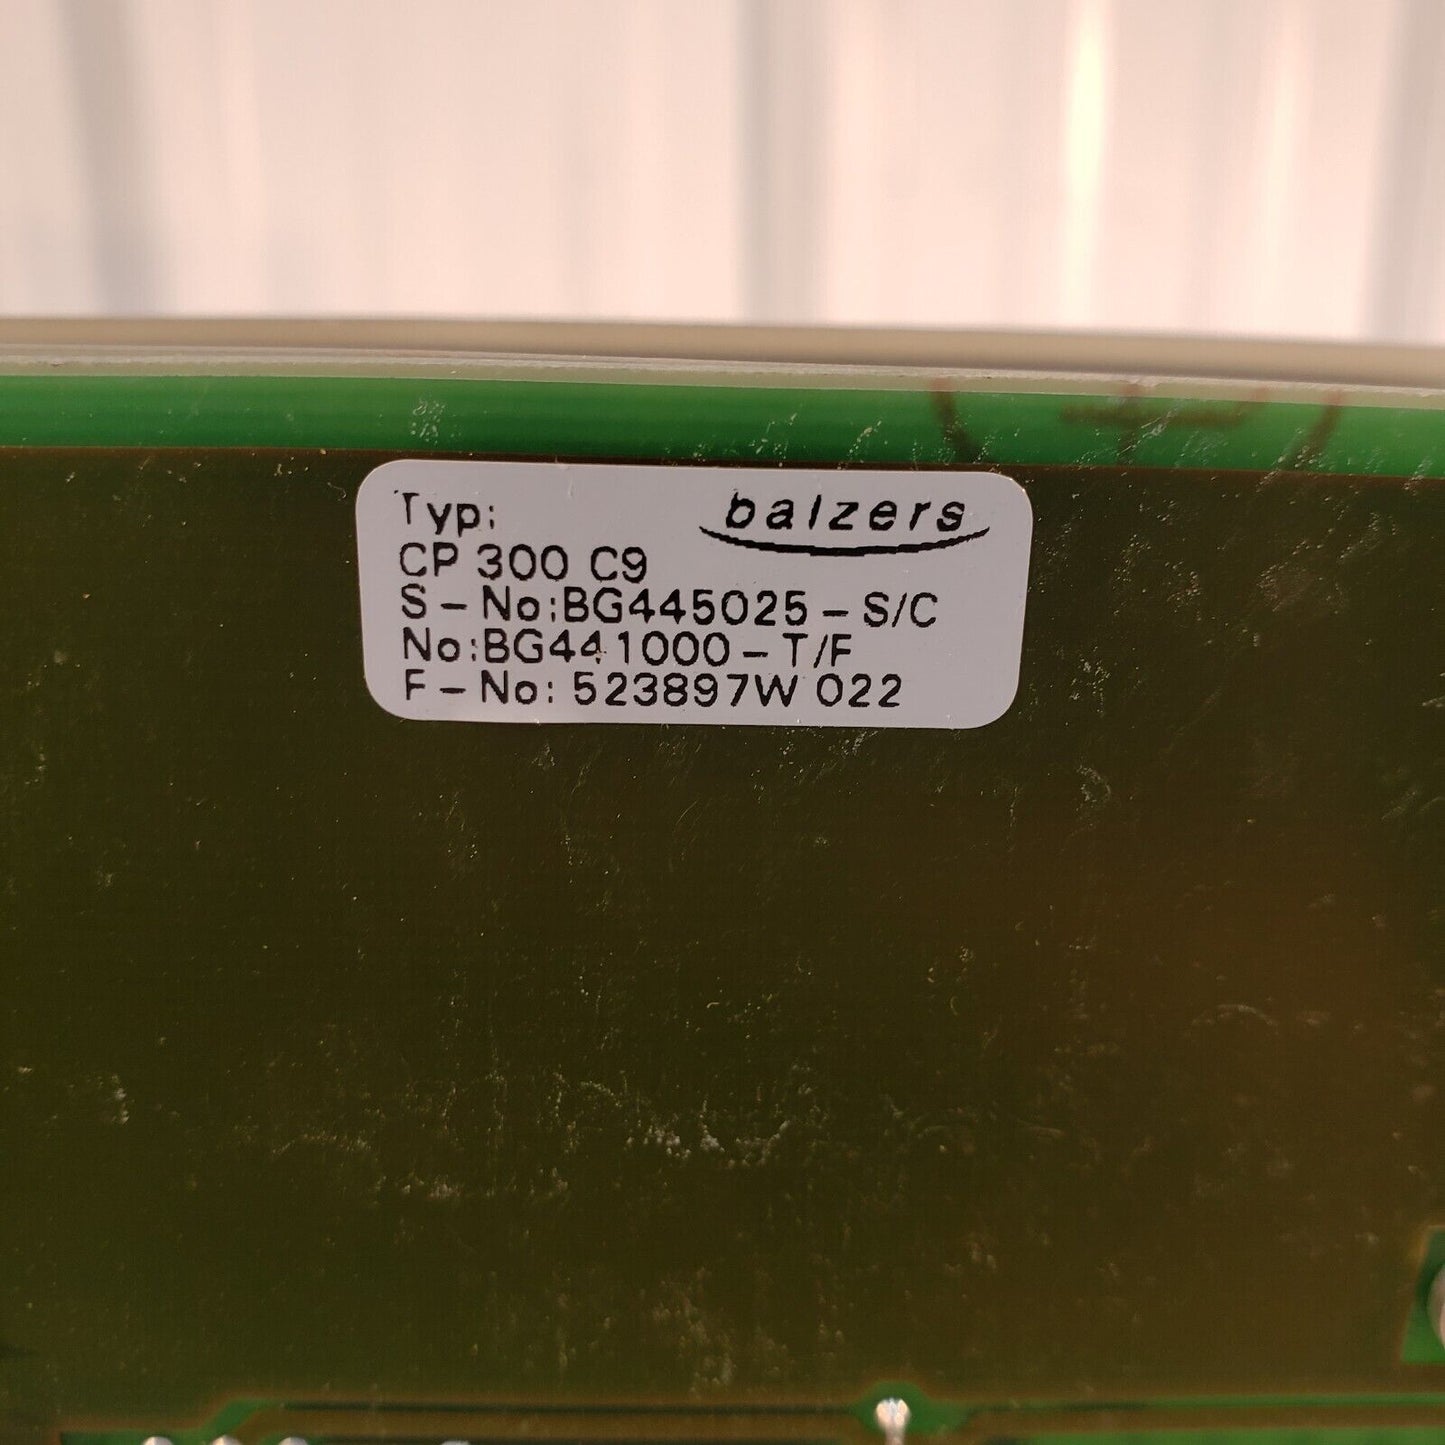 Typ: balzers
CP 300 C9
S-No:BG445025-S/C
No:BG441000-T/F
F-No: 523897W 022